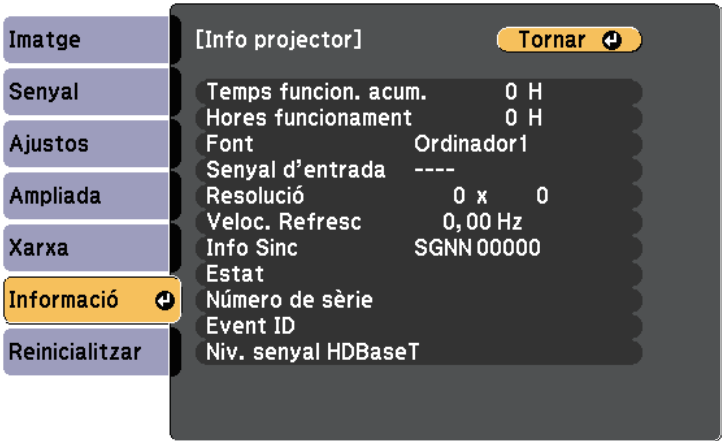 Imatge
Senyal
Ajustos
Ampliada
Xarxa
Informació
Reinicialitzar
[Info projector]
Tornar
Temps funcion. acum. 0 H
Hores funcionament 0 H
Font Ordinador1
Senyal d'entrada ----
Resolució 0 x 0
Veloc. Refresc 0,00 Hz
Info Sinc SGNN 00000
Estat
Número de sèrie
Event ID
Niv. senyal HDBaseT